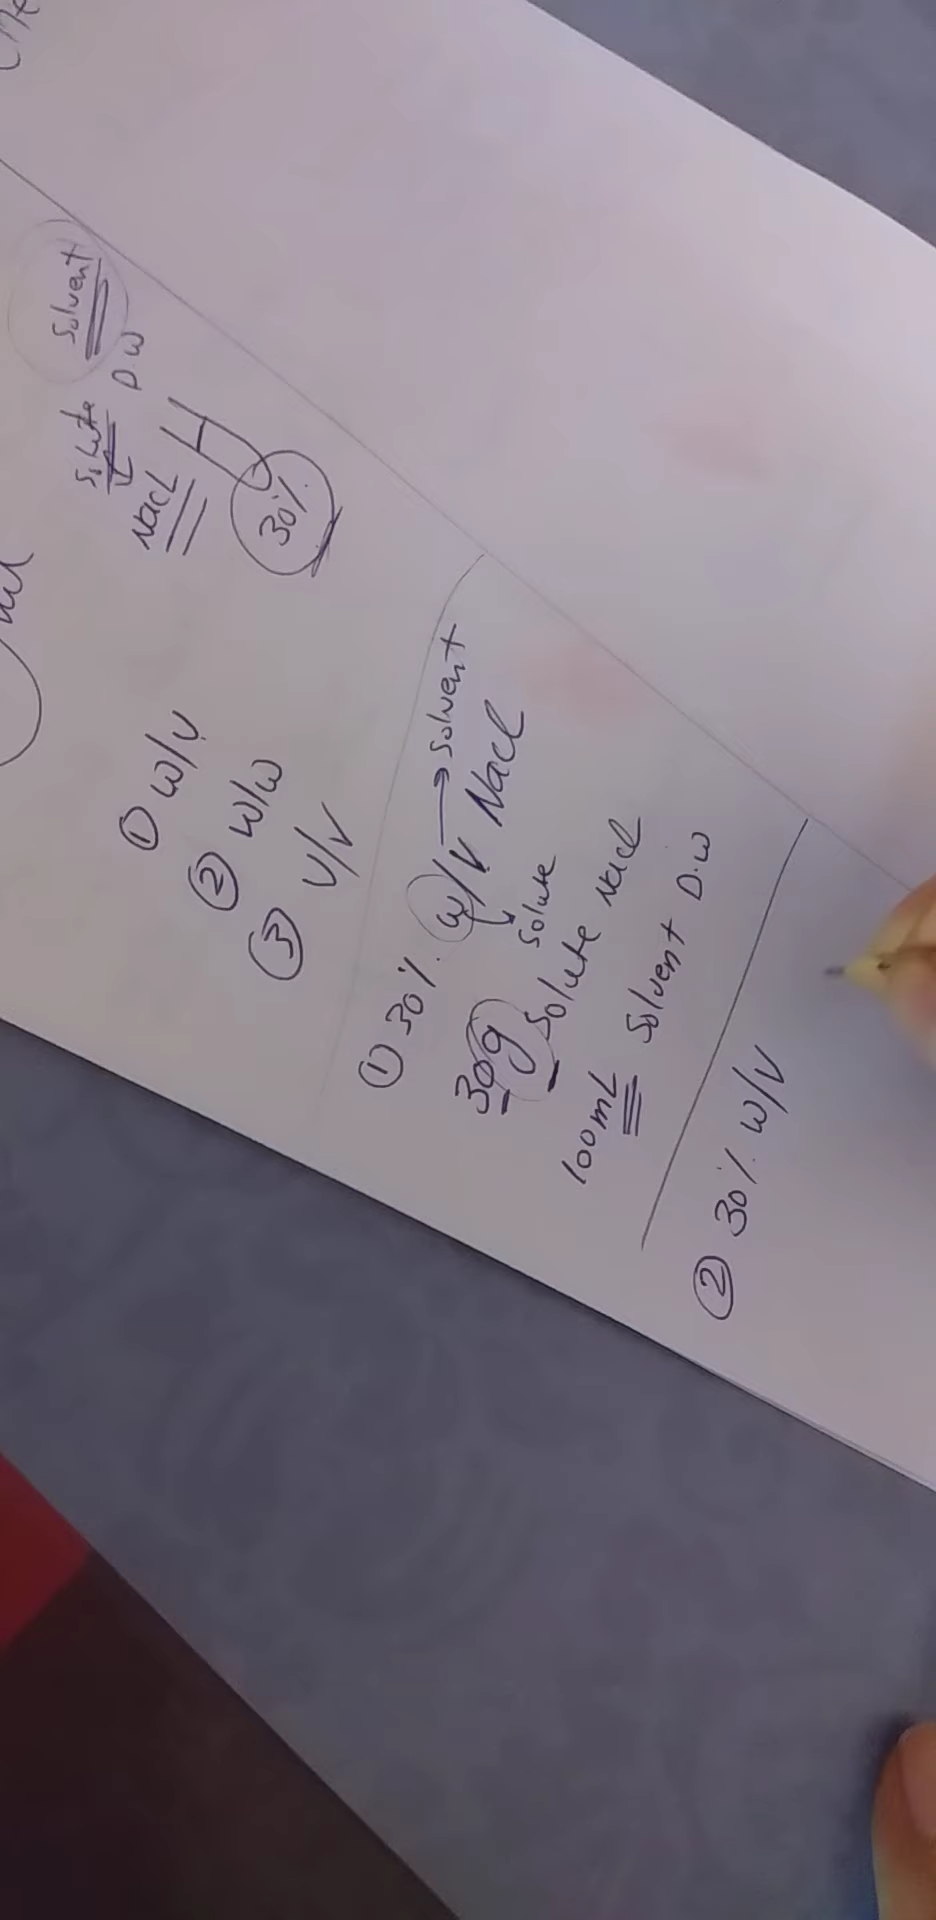 Solute Solvent
NaCl D.W
30%
① W/V
② W/W
③ V/V
① 30% W/V → Solvent
NaCl
Solute
30g Solute NaCl
100mL Solvent D.W
② 30% W/V